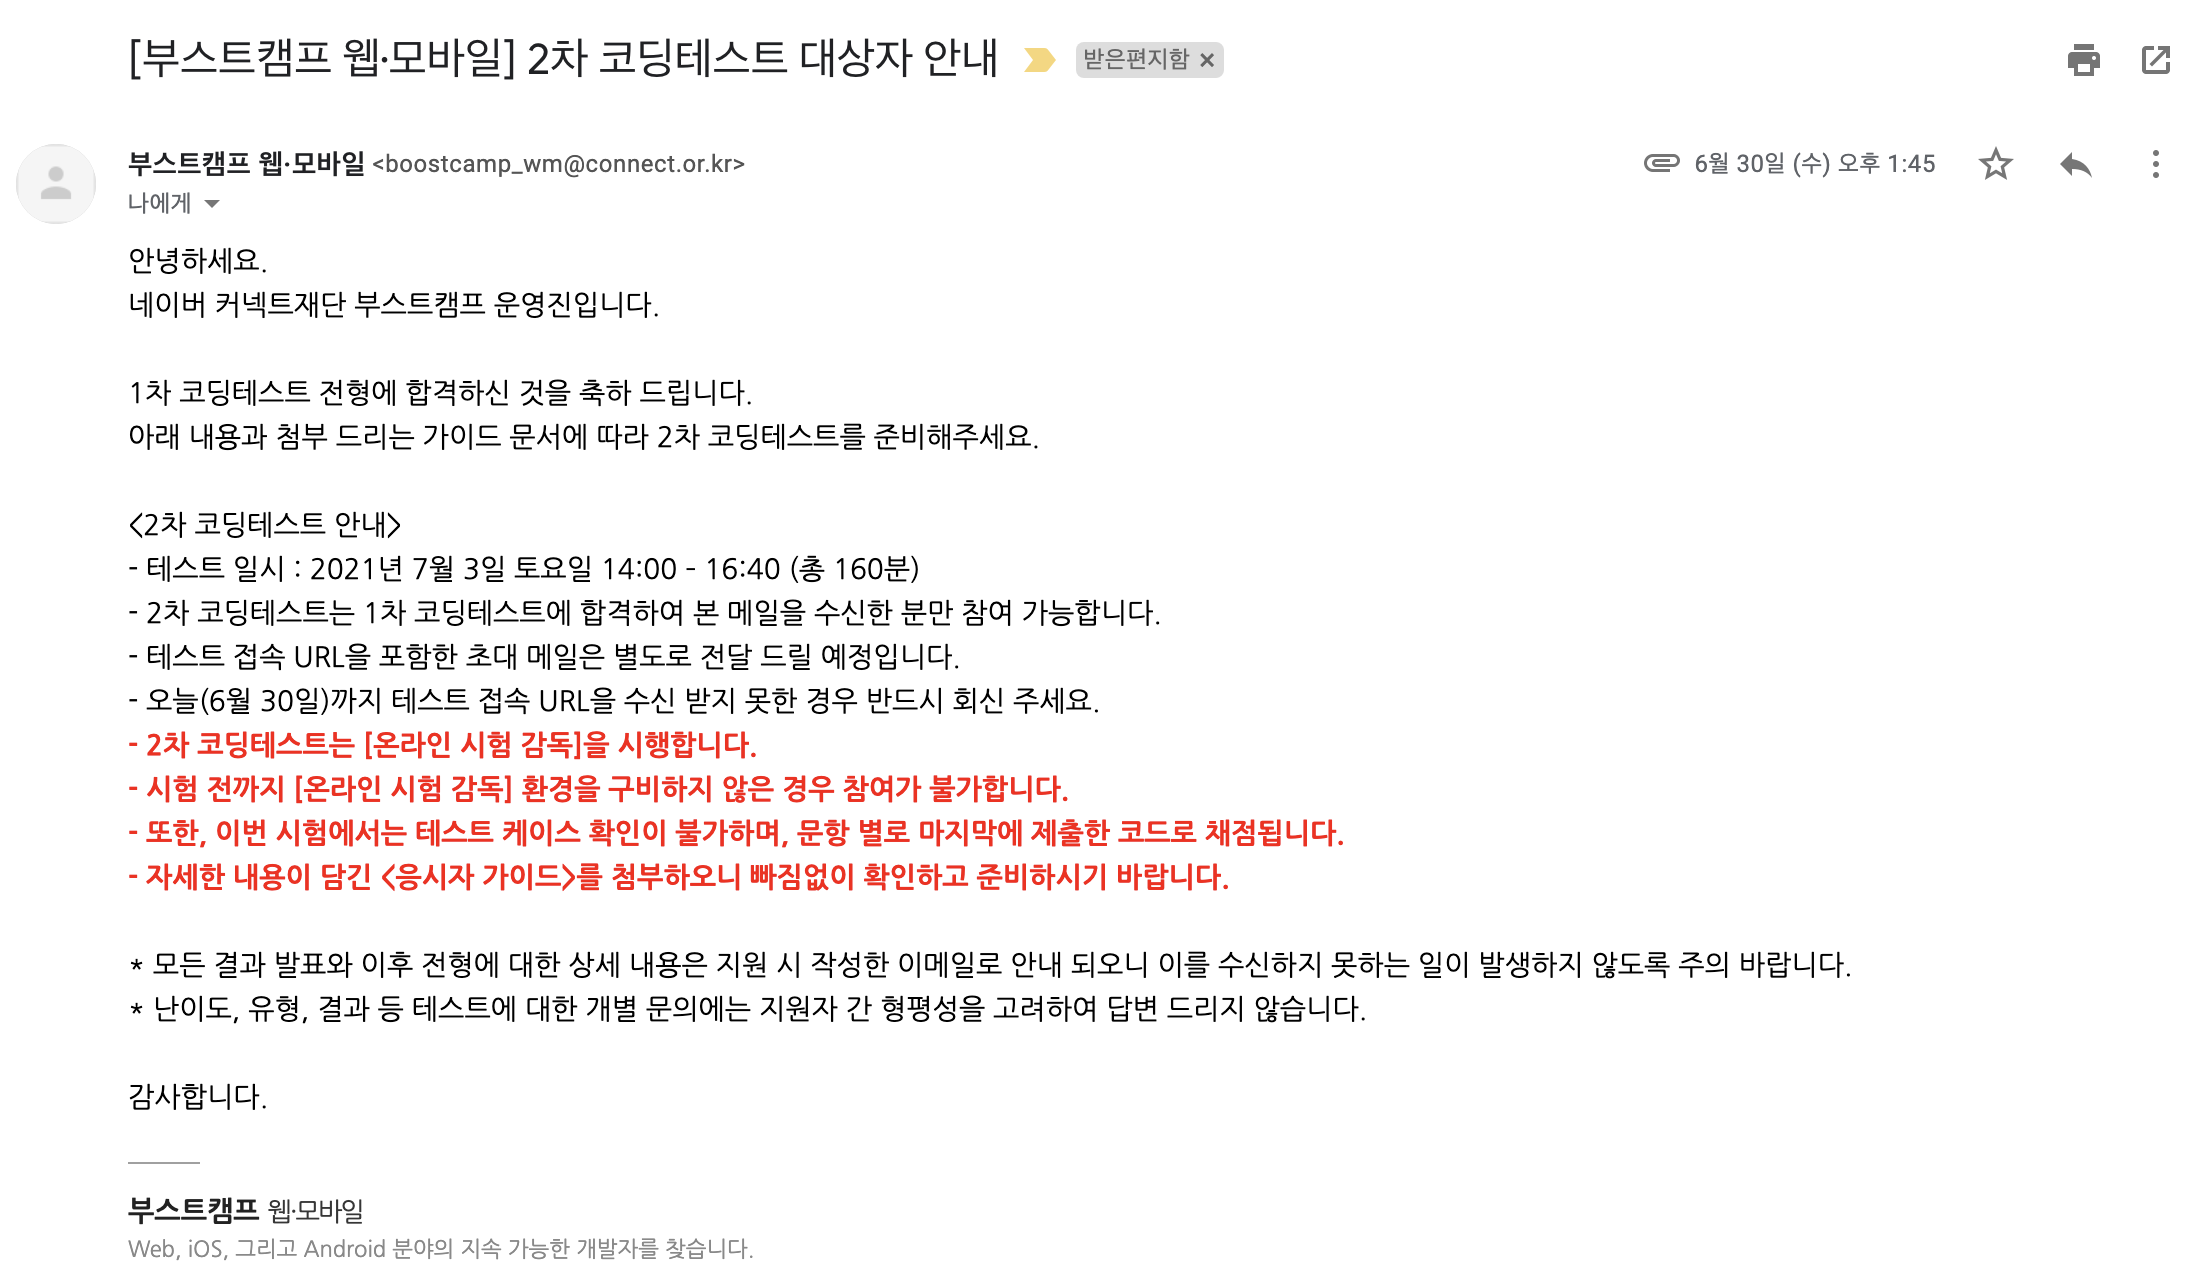 [부스트캠프 웹·모바일] 2차 코딩테스트 대상자 안내 받은편지함 ×
부스트캠프 웹·모바일 <boostcamp_wm@connect.or.kr> 6월 30일 (수) 오후 1:45
나에게
안녕하세요.
네이버 커넥트재단 부스트캠프 운영진입니다.
1차 코딩테스트 전형에 합격하신 것을 축하 드립니다.
아래 내용과 첨부 드리는 가이드 문서에 따라 2차 코딩테스트를 준비해주세요.
<2차 코딩테스트 안내>
- 테스트 일시 : 2021년 7월 3일 토요일 14:00 - 16:40 (총 160분)
- 2차 코딩테스트는 1차 코딩테스트에 합격하여 본 메일을 수신한 분만 참여 가능합니다.
- 테스트 접속 URL을 포함한 초대 메일은 별도로 전달 드릴 예정입니다.
- 오늘(6월 30일)까지 테스트 접속 URL을 수신 받지 못한 경우 반드시 회신 주세요.
- 2차 코딩테스트는 [온라인 시험 감독]을 시행합니다.
- 시험 전까지 [온라인 시험 감독] 환경을 구비하지 않은 경우 참여가 불가합니다.
- 또한, 이번 시험에서는 테스트 케이스 확인이 불가하며, 문항 별로 마지막에 제출한 코드로 채점됩니다.
- 자세한 내용이 담긴 <응시자 가이드>를 첨부하오니 빠짐없이 확인하고 준비하시기 바랍니다.
* 모든 결과 발표와 이후 전형에 대한 상세 내용은 지원 시 작성한 이메일로 안내 되오니 이를 수신하지 못하는 일이 발생하지 않도록 주의 바랍니다.
* 난이도, 유형, 결과 등 테스트에 대한 개별 문의에는 지원자 간 형평성을 고려하여 답변 드리지 않습니다.
감사합니다.
부스트캠프 웹·모바일
Web, iOS, 그리고 Android 분야의 지속 가능한 개발자를 찾습니다.